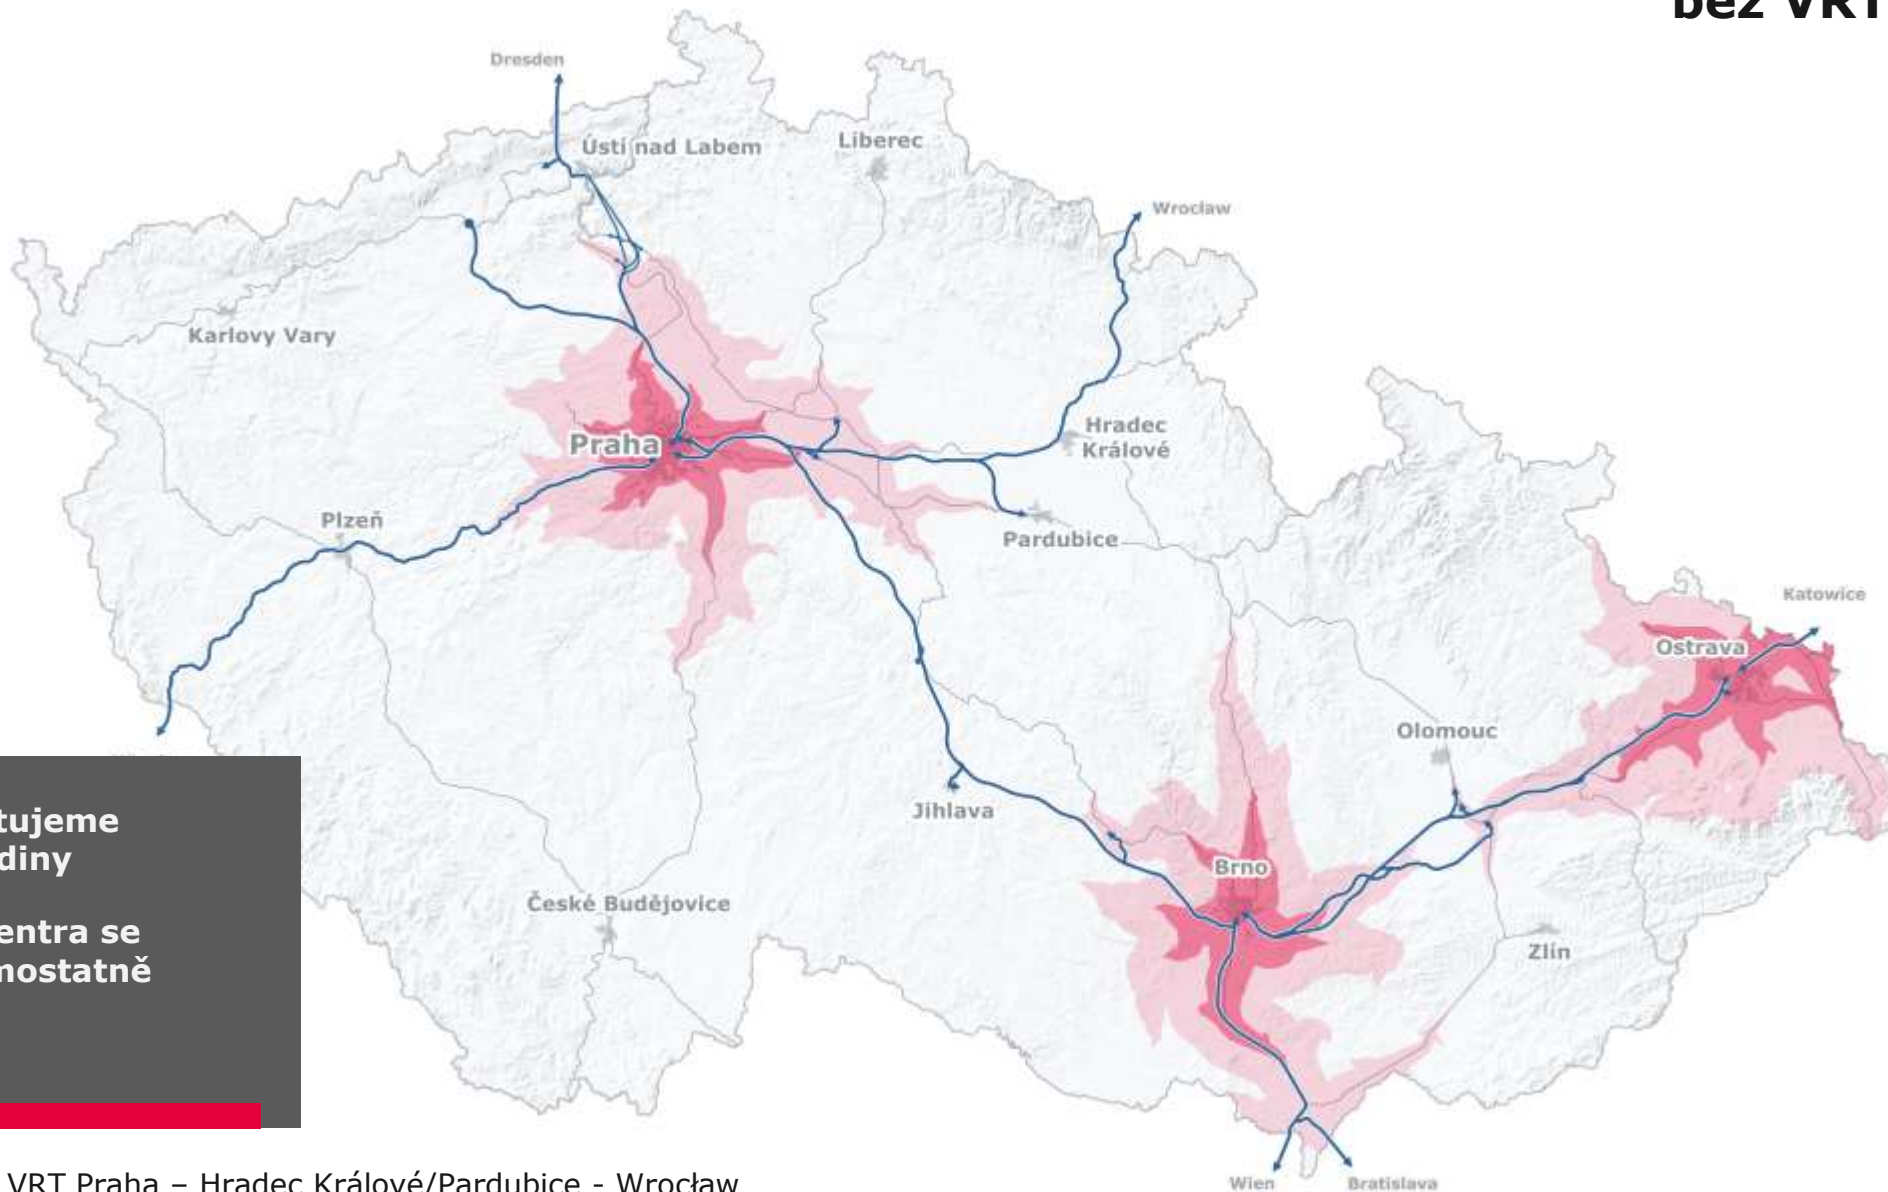 bez VRT
Dresden
Ústí nad Labem
Liberec
Wrocław
Karlovy Vary
Praha
Hradec
Králové
Plzeň
Pardubice
Katowice
Ostrava
Olomouc
Jihlava
Brno
České Budějovice
Zlín
tujeme
diny
entra se
mostatně
VRT Praha – Hradec Králové/Pardubice - Wrocław
Wien
Bratislava